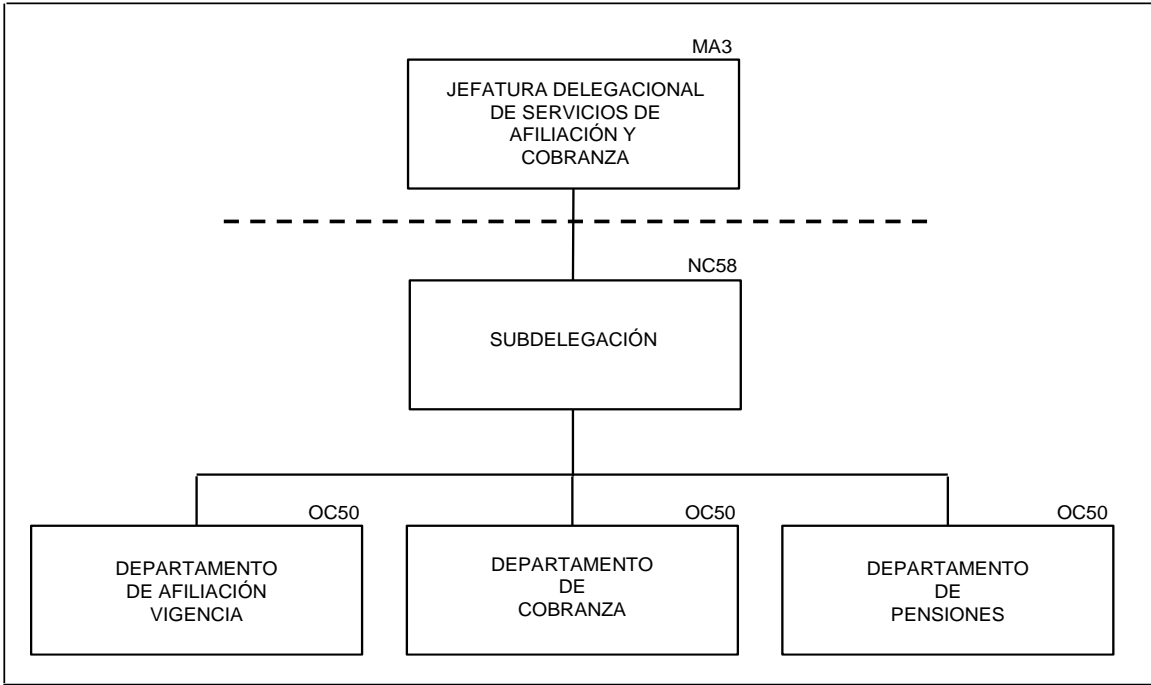 MA3
JEFATURA DELEGACIONAL
DE SERVICIOS DE
AFILIACIÓN Y
COBRANZA
NC58
SUBDELEGACIÓN
OC50
DEPARTAMENTO
DE AFILIACIÓN
VIGENCIA
OC50
DEPARTAMENTO
DE
COBRANZA
OC50
DEPARTAMENTO
DE
PENSIONES